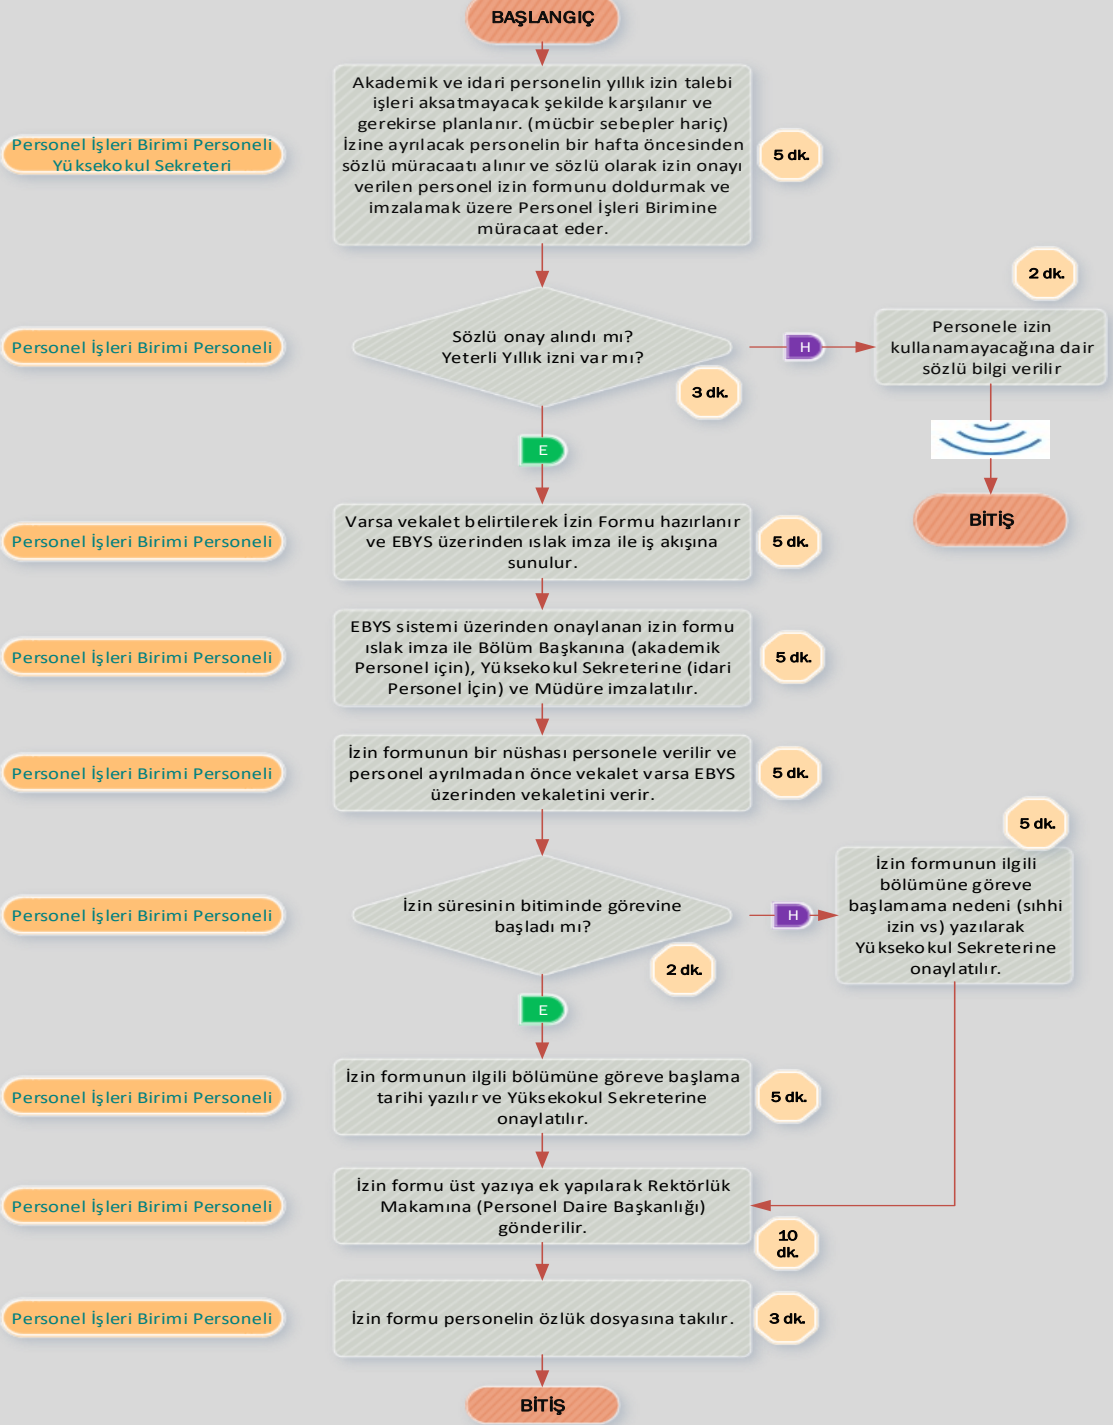 BAŞLANGIÇ
Personel İşleri Birimi Personeli
Yüksekokul Sekreteri
Akademik ve idari personelin yıllık izin talebi
işleri aksatmayacak şekilde karşılanır ve
gerekirse planlanır. (mücbir sebepler hariç)
İzine ayrılacak personelin bir hafta öncesinden
sözlü müracaatı alınır ve sözlü olarak izin onayı
verilen personel izin formunu doldurmak ve
imzalamak üzere Personel İşleri Birimine
müracaat eder.
5 dk.
Personel İşleri Birimi Personeli
Sözlü onay alındı mı?
Yeterli Yıllık izni var mı?
3 dk.
H
2 dk.
Personele izin
kullanamayacağına dair
sözlü bilgi verilir
BİTİŞ
E
Personel İşleri Birimi Personeli
Varsa vekalet belirtilerek İzin Formu hazırlanır
ve EBYS üzerinden ıslak imza ile iş akışına
sunulur.
5 dk.
Personel İşleri Birimi Personeli
EBYS sistemi üzerinden onaylanan izin formu
ıslak imza ile Bölüm Başkanına (akademik
Personel için), Yüksekokul Sekreterine (idari
Personel İçin) ve Müdüre imzalatılır.
5 dk.
Personel İşleri Birimi Personeli
İzin formunun bir nüshası personele verilir ve
personel ayrılmadan önce vekalet varsa EBYS
üzerinden vekaletini verir.
5 dk.
Personel İşleri Birimi Personeli
İzin süresinin bitiminde görevine
başladı mı?
2 dk.
H
5 dk.
İzin formunun ilgili
bölümüne göreve
başlamama nedeni (sıhhi
izin vs) yazılarak
Yüksekokul Sekreterine
onaylatılır.
E
Personel İşleri Birimi Personeli
İzin formunun ilgili bölümüne göreve başlama
tarihi yazılır ve Yüksekokul Sekreterine
onaylatılır.
5 dk.
Personel İşleri Birimi Personeli
İzin formu üst yazıya ek yapılarak Rektörlük
Makamına (Personel Daire Başkanlığı)
gönderilir.
10
dk.
Personel İşleri Birimi Personeli
İzin formu personelin özlük dosyasına takılır.
3 dk.
BİTİŞ